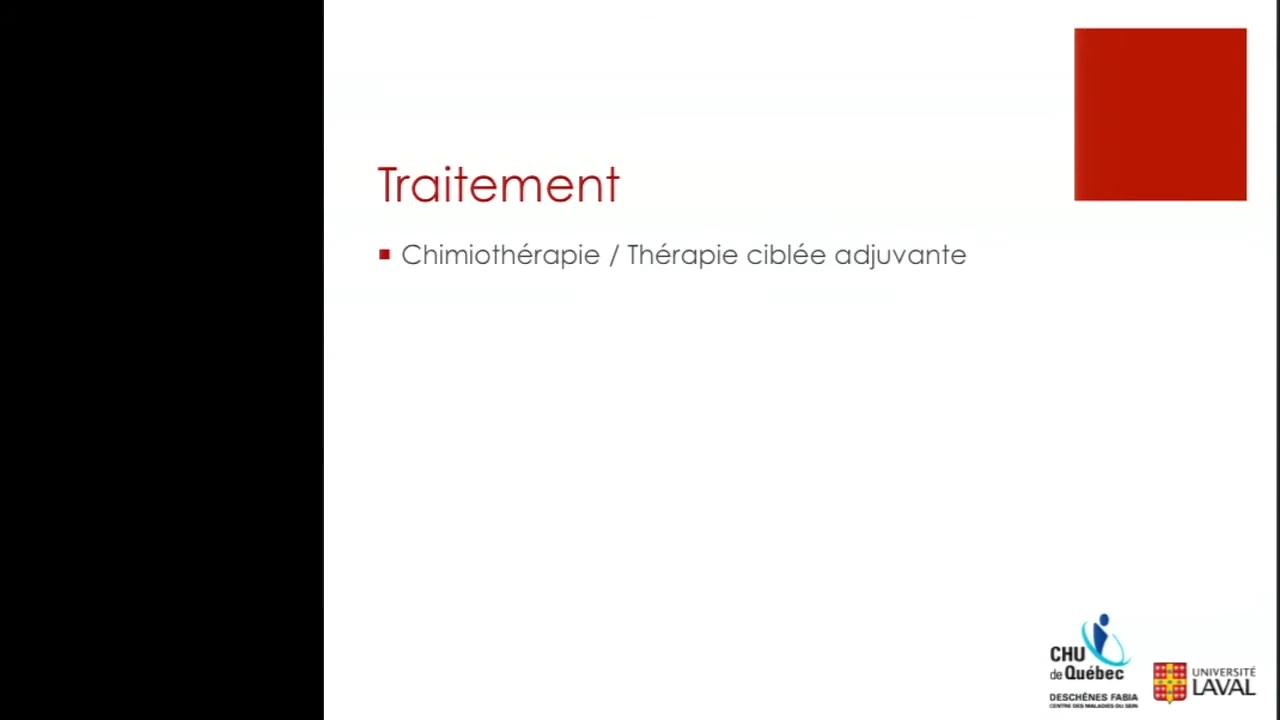 Traitement
Chimiothérapie / Thérapie ciblée adjuvante
CHU
de Québec
DESCHÊNES FABIA
CENTRE DES MALADIES DU SEIN
UNIVERSITÉ
LAVAL